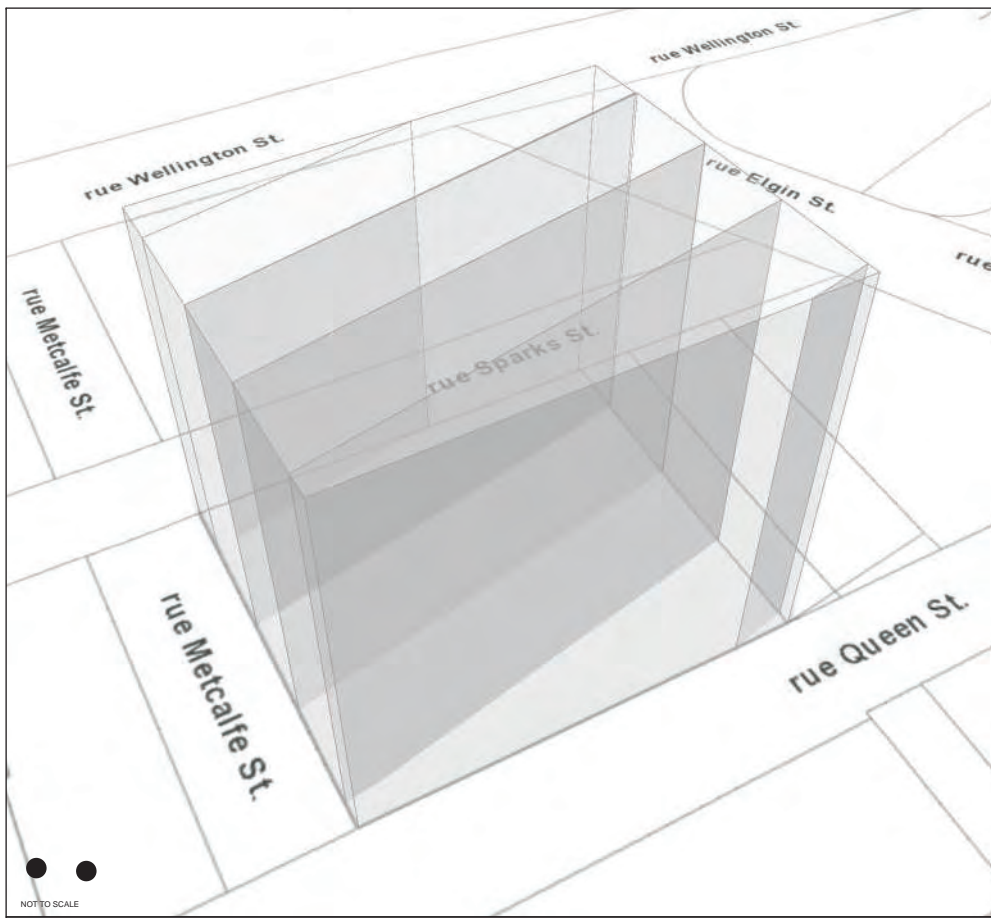 rue Wellington St.
rue Wellington St.
rue Elgin St.
rue
rue Metcalfe St.
rue Sparks St.
rue Metcalfe St.
rue Queen St.
NOT TO SCALE